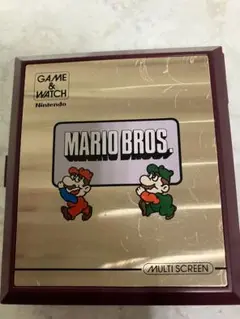 GAME
&
WATCH
Nintendo
MARIO BROS.
MULTI SCREEN